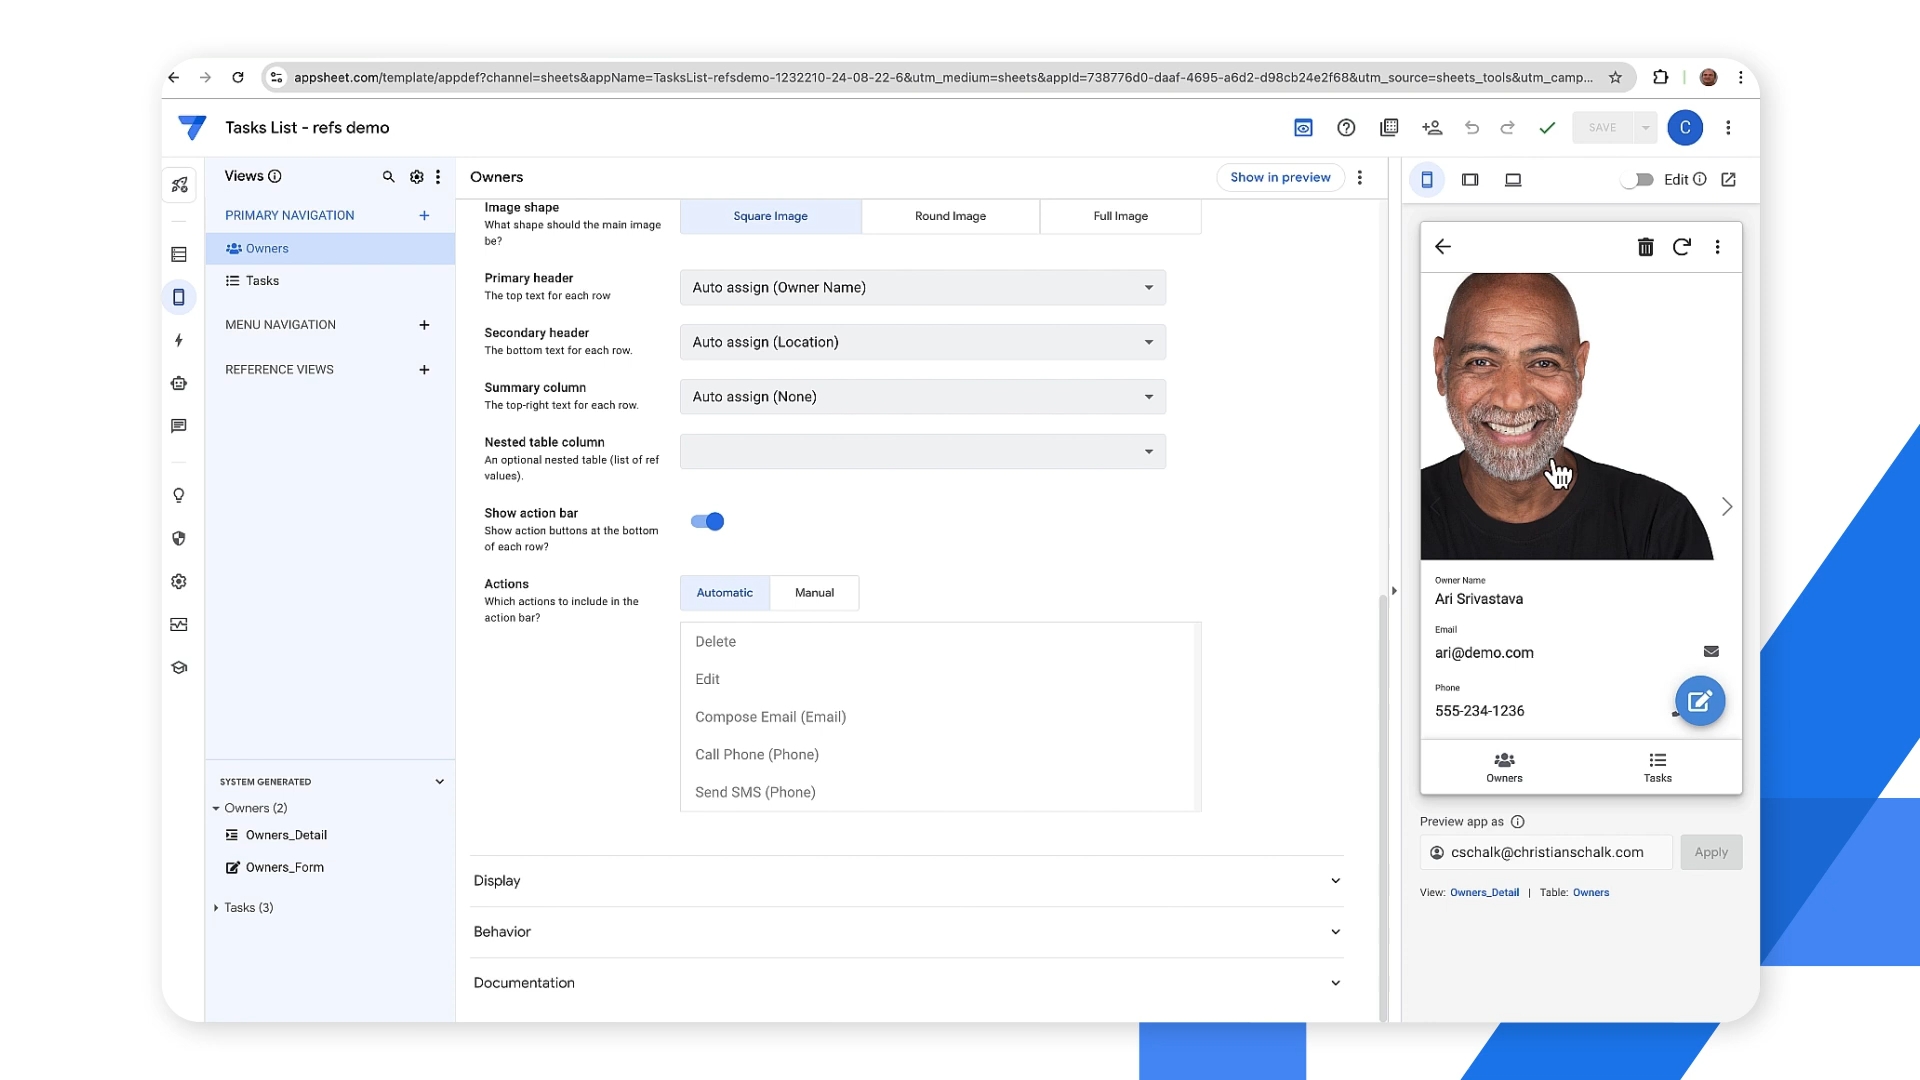 appsheet.com/template/appdef?channel=sheets&appName=TasksList-refsdemo-1232210-24-08-22-6&utm_medium=sheets&appId=738776d0-daaf-4695-a6d2-d98cb24e2f68&utm_source=sheets_tools&utm_camp...
Tasks List - refs demo
SAVE
C
Views
PRIMARY NAVIGATION
Owners
Tasks
MENU NAVIGATION
REFERENCE VIEWS
SYSTEM GENERATED
Owners (2)
Owners_Detail
Owners_Form
Tasks (3)
Owners
Show in preview
Image shape
What shape should the main image
be?
Square Image
Round Image
Full Image
Primary header
The top text for each row
Auto assign (Owner Name)
Secondary header
The bottom text for each row.
Auto assign (Location)
Summary column
The top-right text for each row.
Auto assign (None)
Nested table column
An optional nested table (list of ref
values).
Show action bar
Show action buttons at the bottom
of each row?
Actions
Which actions to include in the
action bar?
Automatic
Manual
Delete
Edit
Compose Email (Email)
Call Phone (Phone)
Send SMS (Phone)
Display
Behavior
Documentation
Edit
Owner Name
Ari Srivastava
Email
ari@demo.com
Phone
555-234-1236
Owners
Tasks
Preview app as
cschalk@christianschalk.com
Apply
View: Owners_Detail | Table: Owners